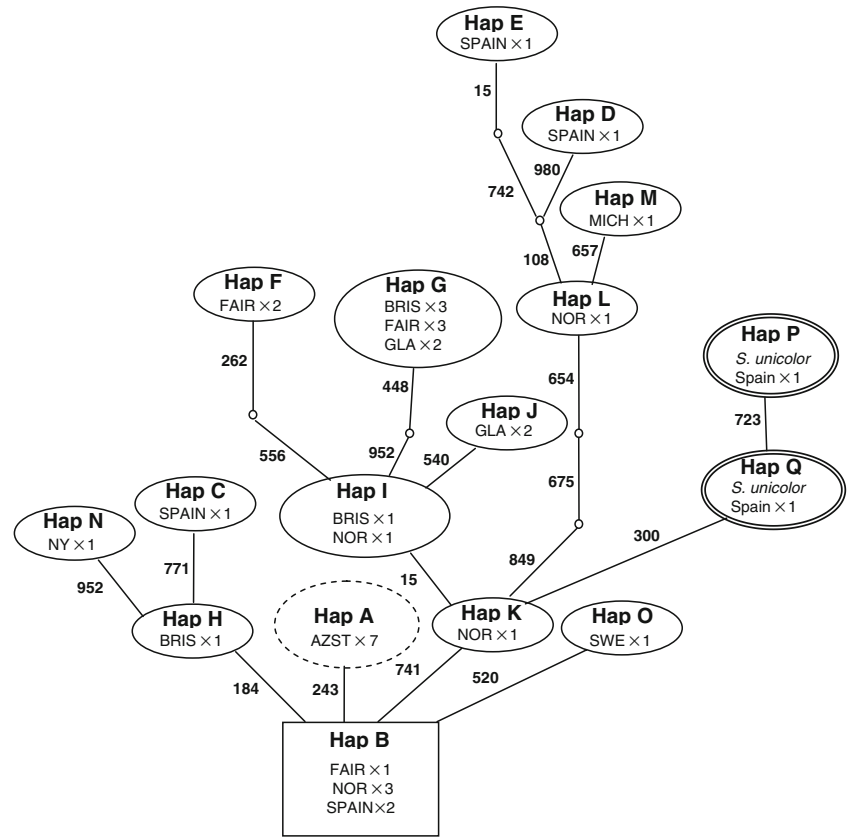 Hap E
SPAIN×1
15
Hap D
SPAIN×1
980
742
Hap M
MICH×1
108
657
Hap F
FAIR×2
Hap G
BRIS×3
FAIR×3
GLA×2
Hap L
NOR×1
Hap P
S. unicolor
Spain×1
262
448
654
Hap J
GLA×2
723
556
952
540
Hap Q
S. unicolor
Spain×1
Hap C
SPAIN×1
Hap I
BRIS×1
NOR×1
675
Hap N
NY×1
300
849
771
952
15
Hap H
BRIS×1
Hap A
AZST×7
Hap K
NOR×1
Hap O
SWE×1
184
243
741
520
Hap B
FAIR×1
NOR×3
SPAIN×2